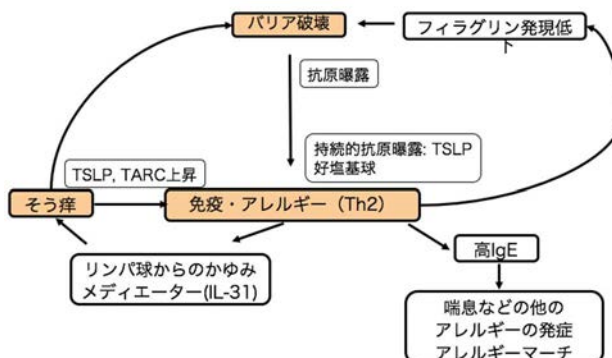 バリア破壊
フィラグリン発現低
下
抗原曝露
持続的抗原曝露: TSLP
好塩基球
TSLP, TARC上昇
そう痒
免疫・アレルギー（Th2）
高IgE
リンパ球からのかゆみ
メディエーター(IL-31)
喘息などの他の
アレルギーの発症
アレルギーマーチ